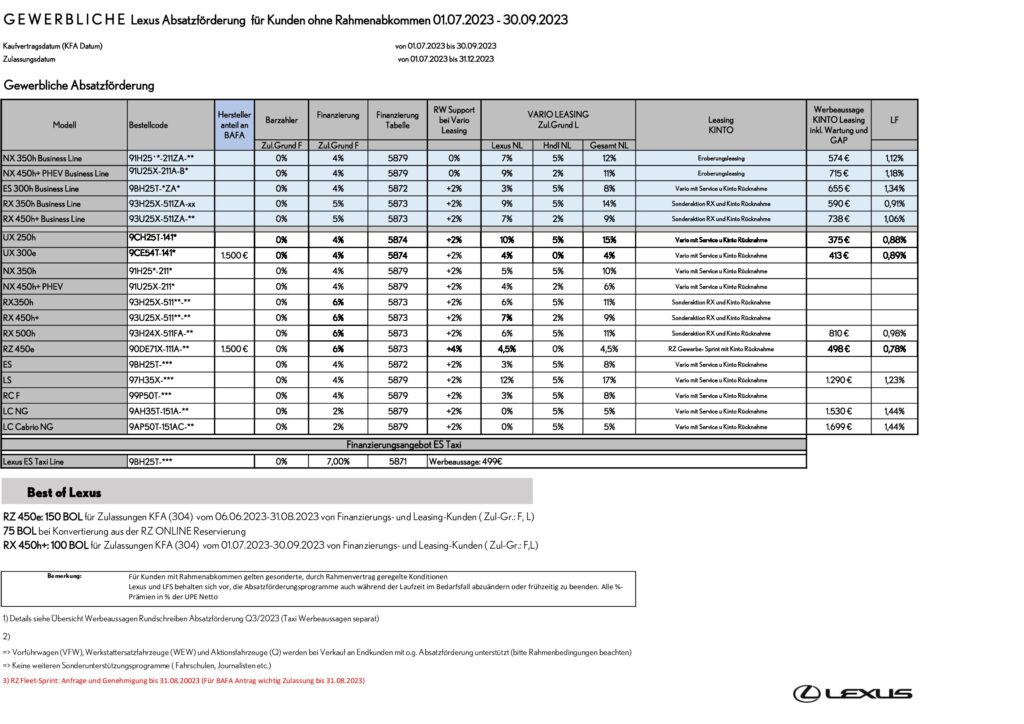 GEWERBLICHE Lexus Absatzförderung für Kunden ohne Rahmenabkommen 01.07.2023 - 30.09.2023
Kaufvertragsdatum (KFA Datum) von 01.07.2023 bis 30.09.2023
Zulassungsdatum von 01.07.2023 bis 31.12.2023
Gewerbliche Absatzförderung
Modell Bestellcode Hersteller anteil an BAFA Barzahler Finanzierung Finanzierung Tabelle RW Support bei Vario Leasing VARIO LEASING Zul.Grund L Leasing KINTO Werbeaussage KINTO Leasing inkl. Wartung und GAP LF
Zul.Grund F Zul.Grund F Lexus NL Hndl NL Gesamt NL
NX 350h Business Line 91H25´*-211ZA-** 0% 4% 5879 0% 7% 5% 12% Eroberungsleasing 574 € 1,12%
NX 450h+ PHEV Business Line 91U25X-211A-B* 0% 4% 5879 0% 9% 2% 11% Eroberungsleasing 715 € 1,18%
ES 300h Business Line 9BH25T-*ZA* 0% 4% 5872 +2% 3% 5% 8% Vario mit Service u Kinto Rücknahme 655 € 1,34%
RX 350h Business Line 93H25X-511ZA-xx 0% 5% 5873 +2% 9% 5% 14% Sonderaktion RX und Kinto Rücknahme 590 € 0,91%
RX 450h+ Business Line 93U25X-511ZA-** 0% 5% 5873 +2% 7% 2% 9% Sonderaktion RX und Kinto Rücknahme 738 € 1,06%
UX 250h 9CH25T-141* 0% 4% 5874 +2% 10% 5% 15% Vario mit Service u Kinto Rücknahme 375 € 0,88%
UX 300e 9CE54T-141* 1.500 € 0% 4% 5874 +2% 4% 0% 4% Vario mit Service u Kinto Rücknahme 413 € 0,89%
NX 350h 91H25*-211* 0% 4% 5879 +2% 5% 5% 10% Vario mit Service u Kinto Rücknahme
NX 450h+ PHEV 91U25X-211* 0% 4% 5879 +2% 4% 2% 6% Vario mit Service u Kinto Rücknahme
RX350h 93H25X-511**-** 0% 6% 5873 +2% 6% 5% 11% Sonderaktion RX und Kinto Rücknahme
RX 450h+ 93U25X-511**-** 0% 6% 5873 +2% 7% 2% 9% Sonderaktion RX und Kinto Rücknahme
RX 500h 93H24X-511FA-** 0% 6% 5873 +2% 6% 5% 11% Sonderaktion RX und Kinto Rücknahme 810 € 0,98%
RZ 450e 90DE71X-111A-** 1.500 € 0% 6% 5873 +4% 4,5% 0% 4,5% RZ Gewerbe- Sprint mit Kinto Rücknahme 498 € 0,78%
ES 9BH25T-*** 0% 4% 5872 +2% 3% 5% 8% Vario mit Service u Kinto Rücknahme
LS 97H35X-*** 0% 4% 5879 +2% 12% 5% 17% Vario mit Service u Kinto Rücknahme 1.290 € 1,23%
RC F 99P50T-*** 0% 4% 5879 +2% 3% 5% 8% Vario mit Service u Kinto Rücknahme
LC NG 9AH35T-151A-** 0% 2% 5879 +2% 0% 5% 5% Vario mit Service u Kinto Rücknahme 1.530 € 1,44%
LC Cabrio NG 9AP50T-151AC-** 0% 2% 5879 +2% 0% 5% 5% Vario mit Service u Kinto Rücknahme 1.699 € 1,44%
Finanzierungsangebot ES Taxi
Lexus ES Taxi Line 9BH25T-*** 0% 7,00% 5871 Werbeaussage: 499€
Best of Lexus
RZ 450e: 150 BOL für Zulassungen KFA (304) vom 06.06.2023-31.08.2023 von Finanzierungs- und Leasing-Kunden ( Zul-Gr.: F, L)
75 BOL bei Konvertierung aus der RZ ONLINE Reservierung
RX 450h+: 100 BOL für Zulassungen KFA (304) vom 01.07.2023-30.09.2023 von Finanzierungs- und Leasing-Kunden ( Zul-Gr.: F,L)
Bemerkung: Für Kunden mit Rahmenabkommen gelten gesonderte, durch Rahmenvertrag geregelte Konditionen
Lexus und LFS behalten sich vor, die Absatzförderungsprogramme auch während der Laufzeit im Bedarfsfall abzuändern oder frühzeitig zu beenden. Alle %-
Prämien in % der UPE Netto
1) Details siehe Übersicht Werbeaussagen Rundschreiben Absatzförderung Q3/2023 (Taxi Werbeaussagen separat)
2)
=> Vorführwagen (VFW), Werkstattersatzfahrzeuge (WEW) und Aktionsfahrzeuge (Q) werden bei Verkauf an Endkunden mit o.g. Absatzförderung unterstützt (bitte Rahmenbedingungen beachten)
=> Keine weiteren Sonderunterstützungsprogramme ( Fahrschulen, Journalisten etc.)
3) RZ Fleet-Sprint: Anfrage und Genehmigung bis 31.08.20023 (Für BAFA Antrag wichtig Zulassung bis 31.08.2023)
LEXUS